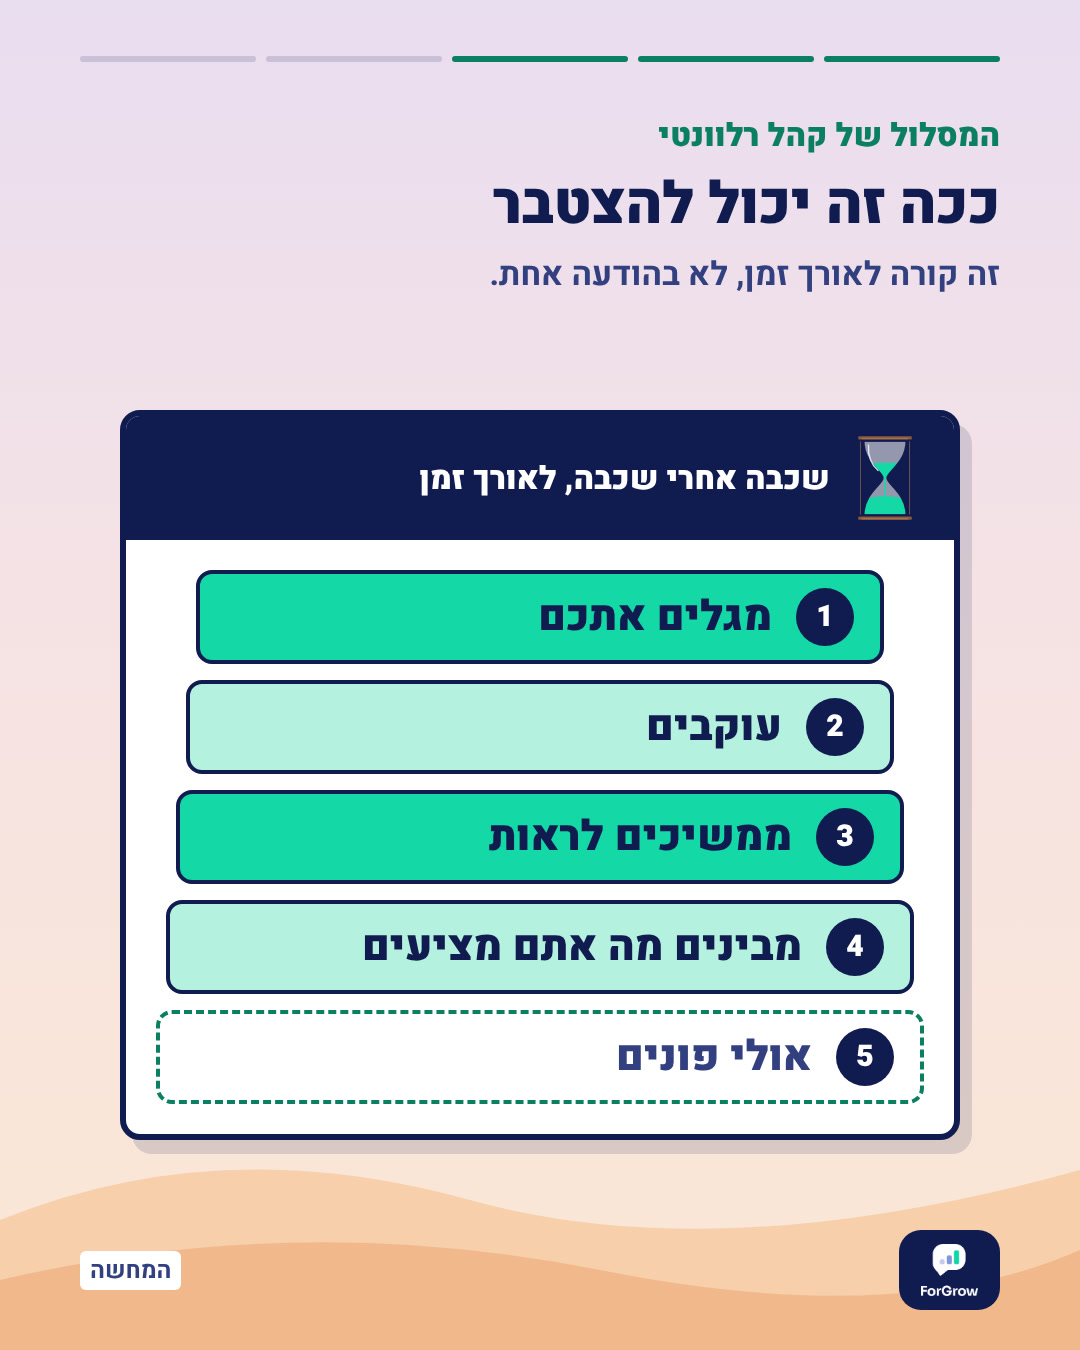 המסלול של קהל רלוונטי
ככה זה יכול להצטבר
זה קורה לאורך זמן, לא בהודעה אחת.
שכבה אחרי שכבה, לאורך זמן
1 מגלים אתכם
2 עוקבים
3 ממשיכים לראות
4 מבינים מה אתם מציעים
5 אולי פונים
ForGrow
המחשה